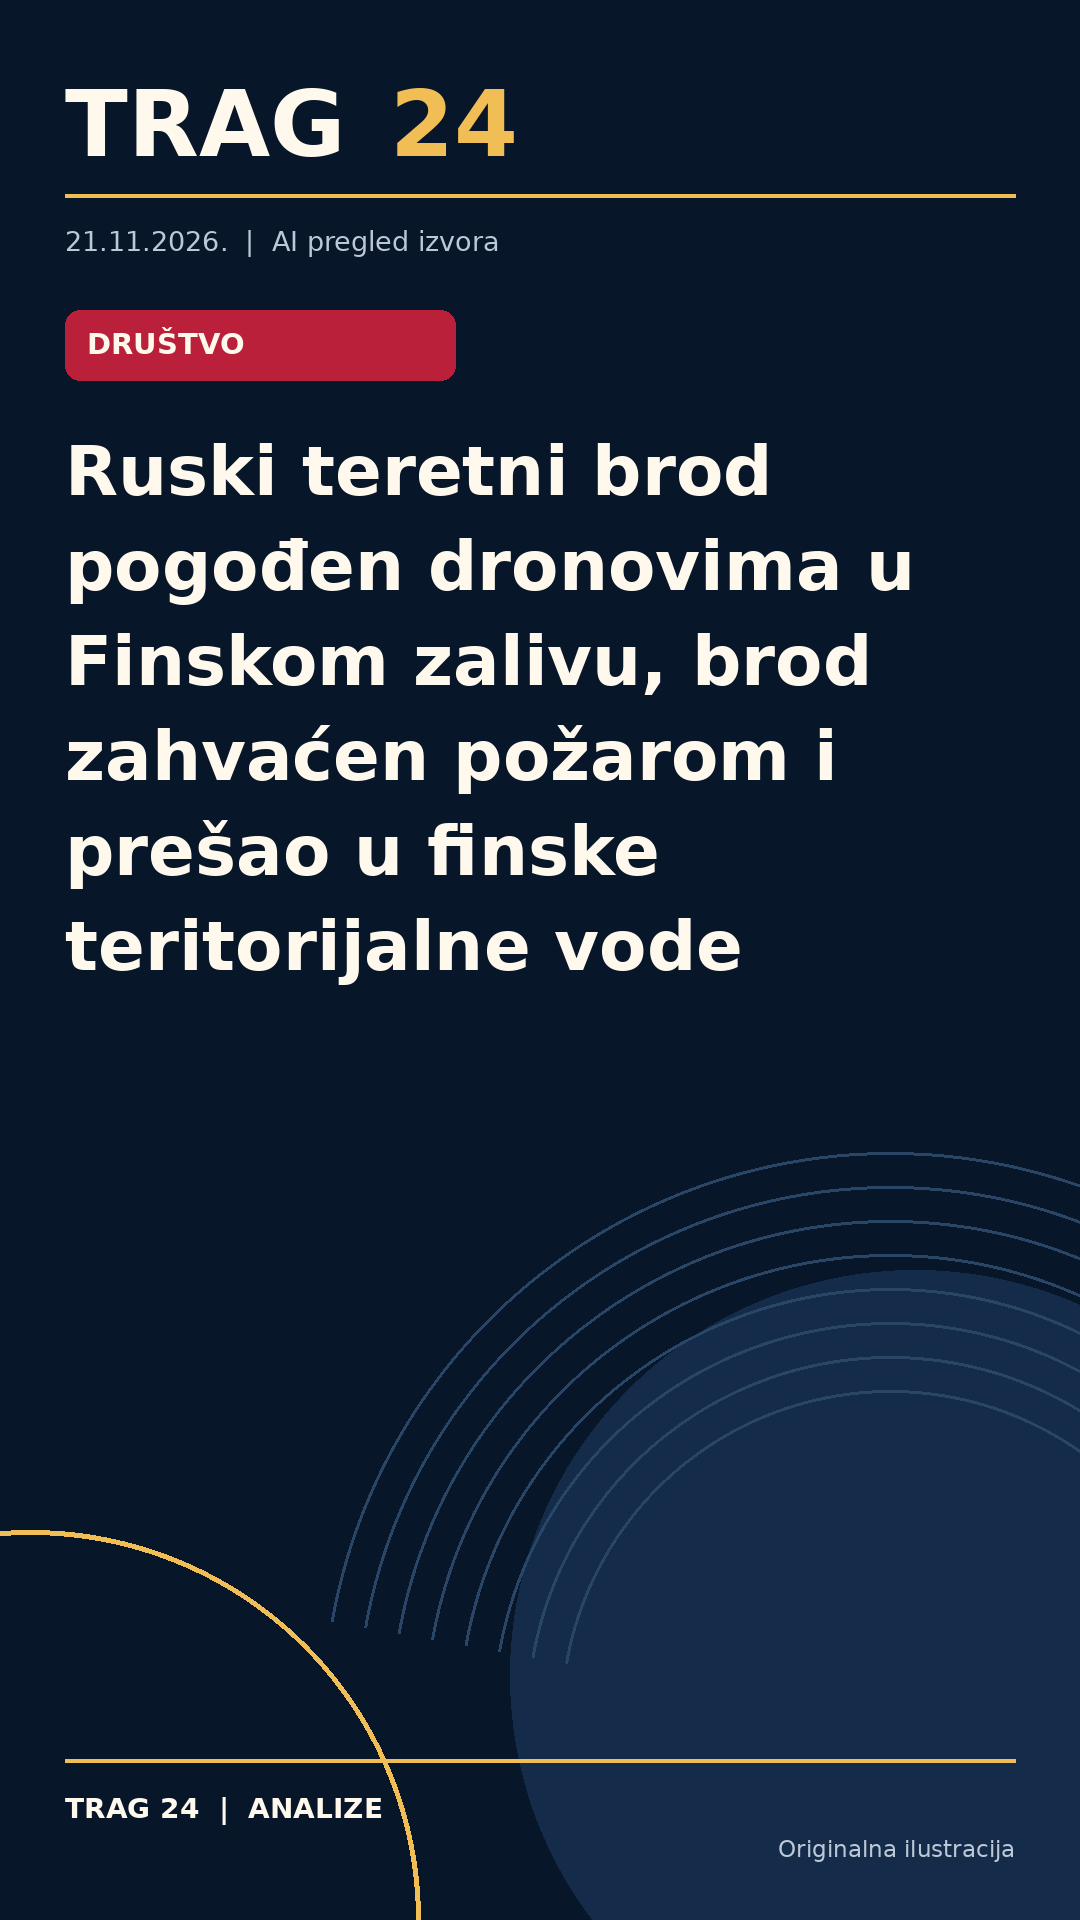 TRAG 24
21.11.2026. | AI pregled izvora
DRUŠTVO
Ruski teretni brod
pogođen dronovima u
Finskom zalivu, brod
zahvaćen požarom i
prešao u finske
teritorijalne vode
TRAG 24 | ANALIZE
Originalna ilustracija